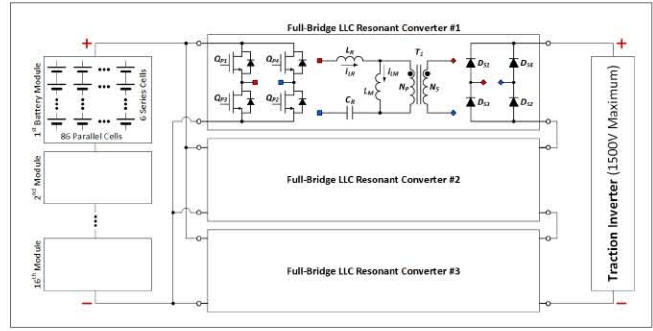 Full-Bridge LLC Resonant Converter #1
+
+
1st Battery Module
6 Series Cells
86 Parallel Cells
QP1
QP4
QP3
QP2
LR
iLR
iLM
LM
CR
T1
NP
NS
DS1
DS4
DS3
DS2
2nd Module
Full-Bridge LLC Resonant Converter #2
Traction Inverter (1500V Maximum)
16th Module
Full-Bridge LLC Resonant Converter #3
−
−